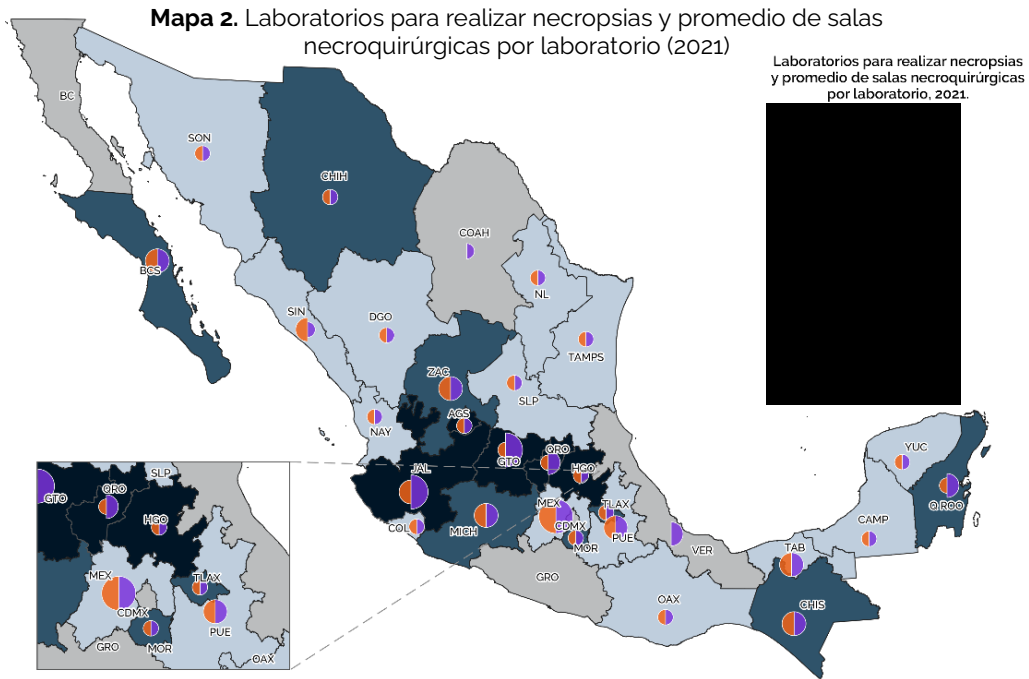 Mapa 2. Laboratorios para realizar necropsias y promedio de salas
necroquirúrgicas por laboratorio (2021)
Laboratorios para realizar necropsias
y promedio de salas necroquirúrgicas
por laboratorio, 2021.
BC
SON
CHIH
COAH
BCS
NL
SIN
DGO
TAMPS
ZAC
SLP
AGS
NAY
GTO
QRO
HGO
JAL
YUC
Q.ROO
COL
MICH
MEX
CDMX
MOR
TLAX
PUE
VER
CAMP
TAB
GRO
OAX
CHIS
SLP
GTO
QRO
HGO
MEX
TLAX
CDMX
PUE
GRO
MOR
OAX